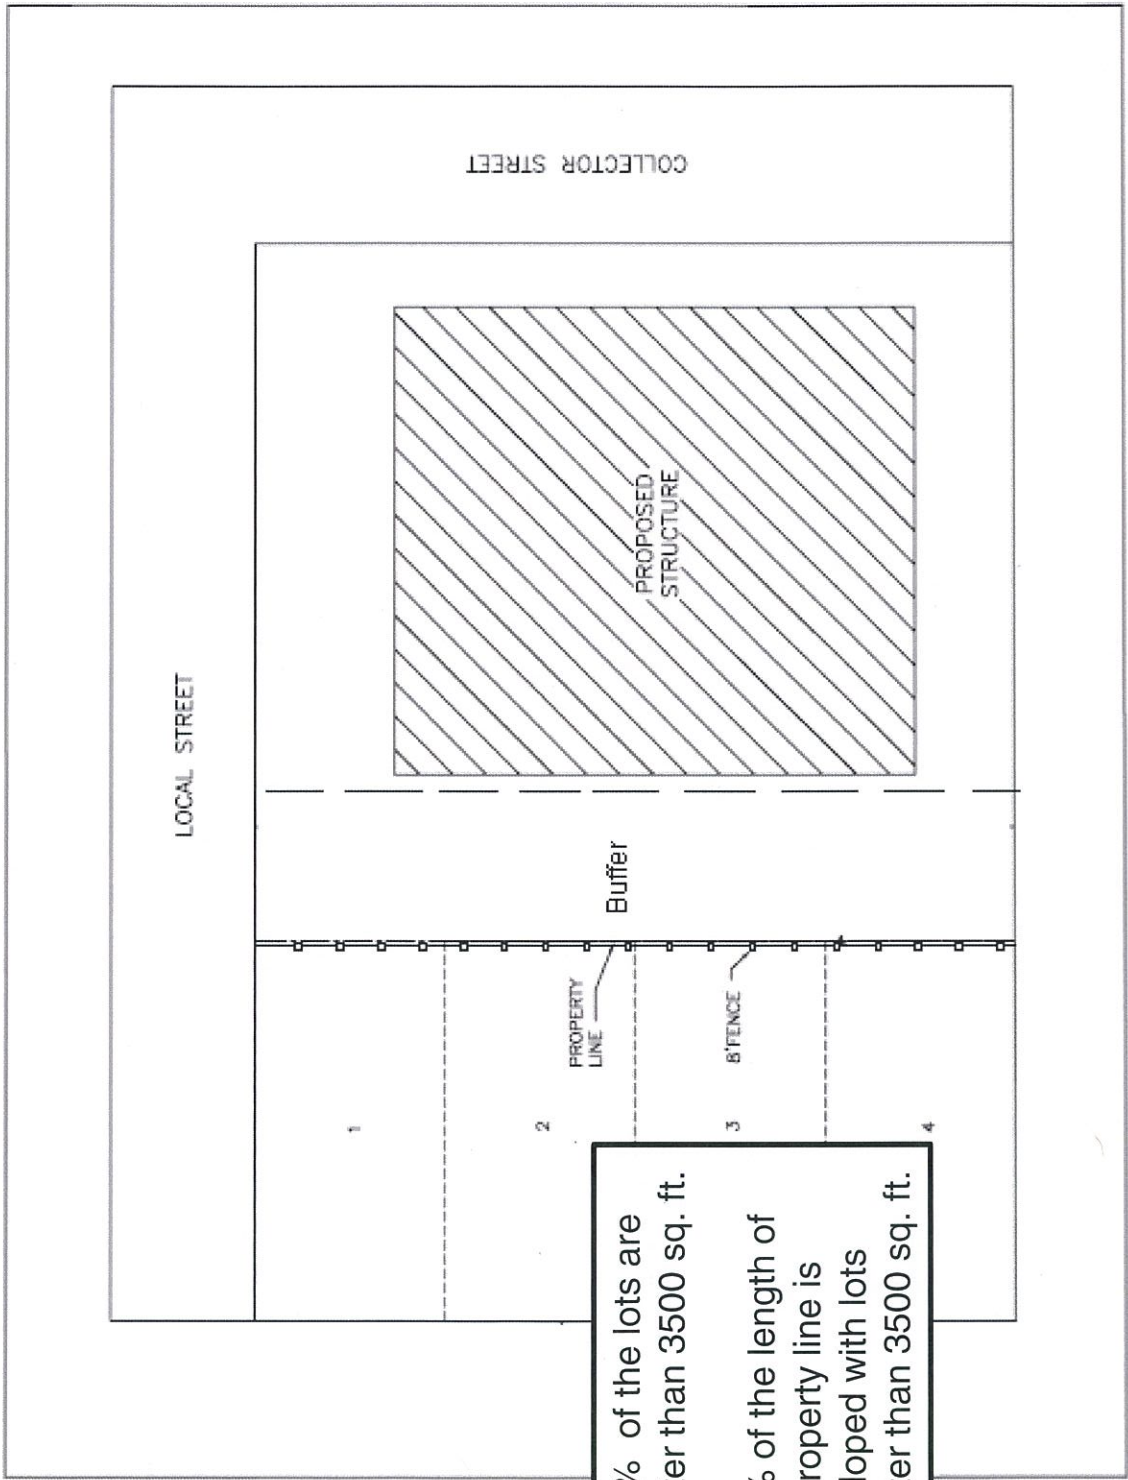 COLLECTOR STREET
LOCAL STREET
PROPOSED
STRUCTURE
Buffer
PROPERTY
LINE
8'FENCE
1
2
3
4
% of the lots are
er than 3500 sq. ft.
% of the length of
roperty line is
loped with lots
er than 3500 sq. ft.